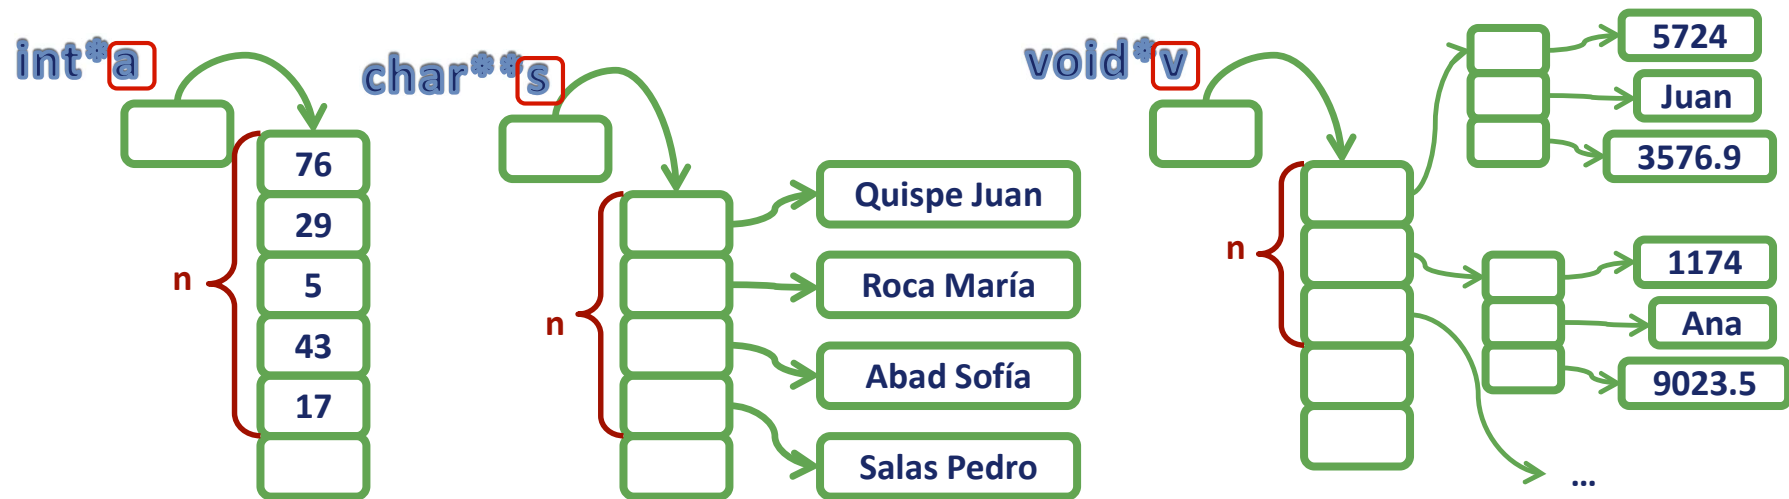 int*a
76
29
5
43
17
n
char**s
Quispe Juan
Roca María
Abad Sofía
Salas Pedro
n
void*v
n
5724
Juan
3576.9
1174
Ana
9023.5
...